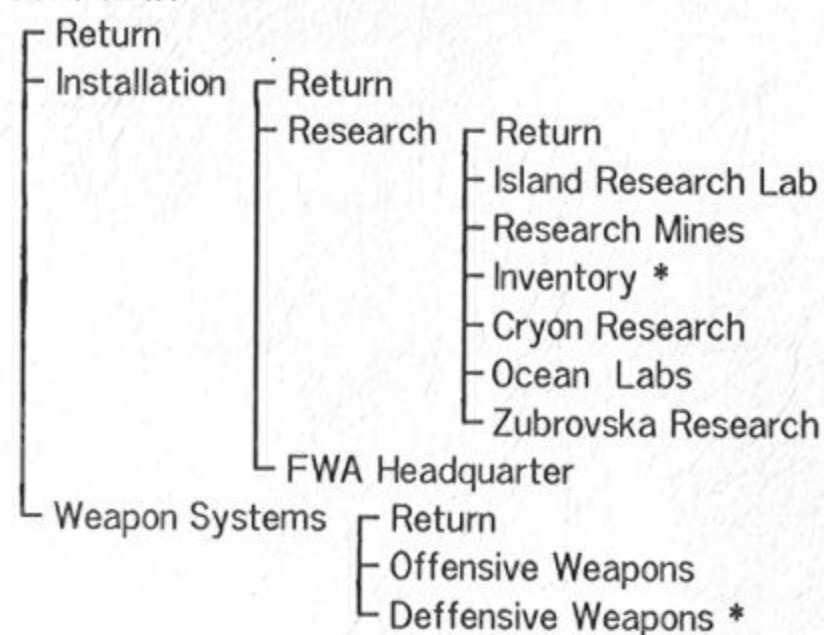 Return
Installation Return
Research Return
Island Research Lab
Research Mines
Inventory *
Cryon Research
Ocean Labs
Zubrovska Research
FWA Headquarter
Weapon Systems Return
Offensive Weapons
Deffensive Weapons *